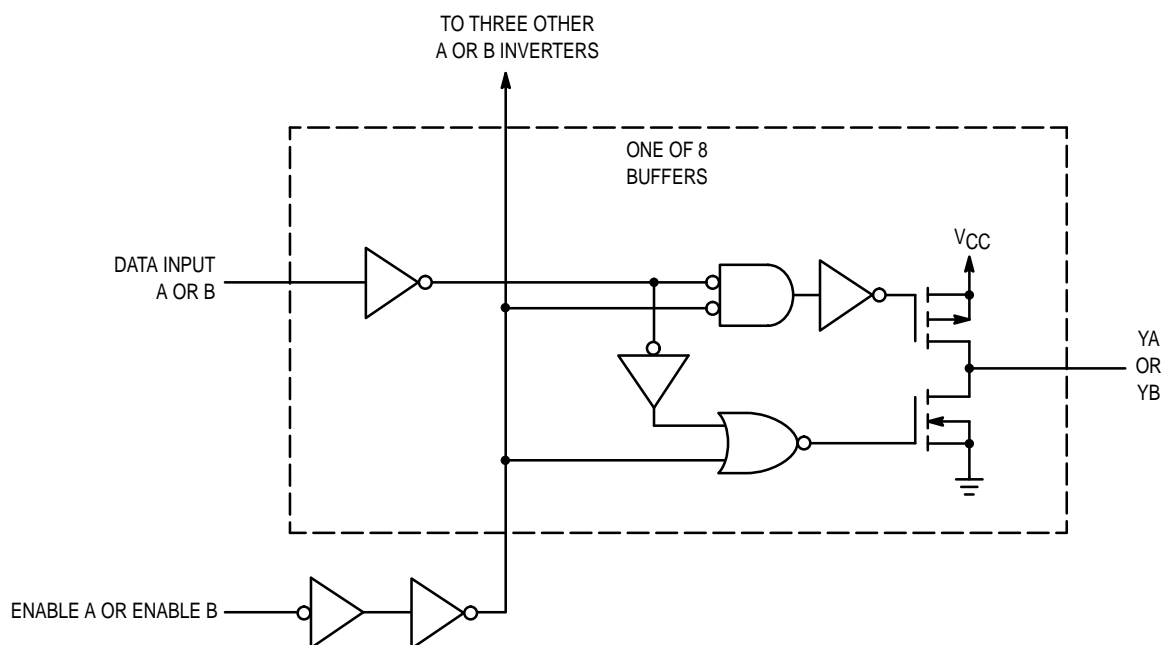 TO THREE OTHER
A OR B INVERTERS
ONE OF 8
BUFFERS
VCC
DATA INPUT
A OR B
YA
OR
YB
ENABLE A OR ENABLE B